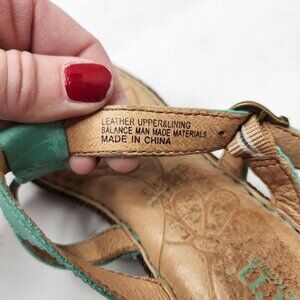 LEATHER UPPER&LINING
BALANCE MAN MADE MATERIALS
MADE IN CHINA